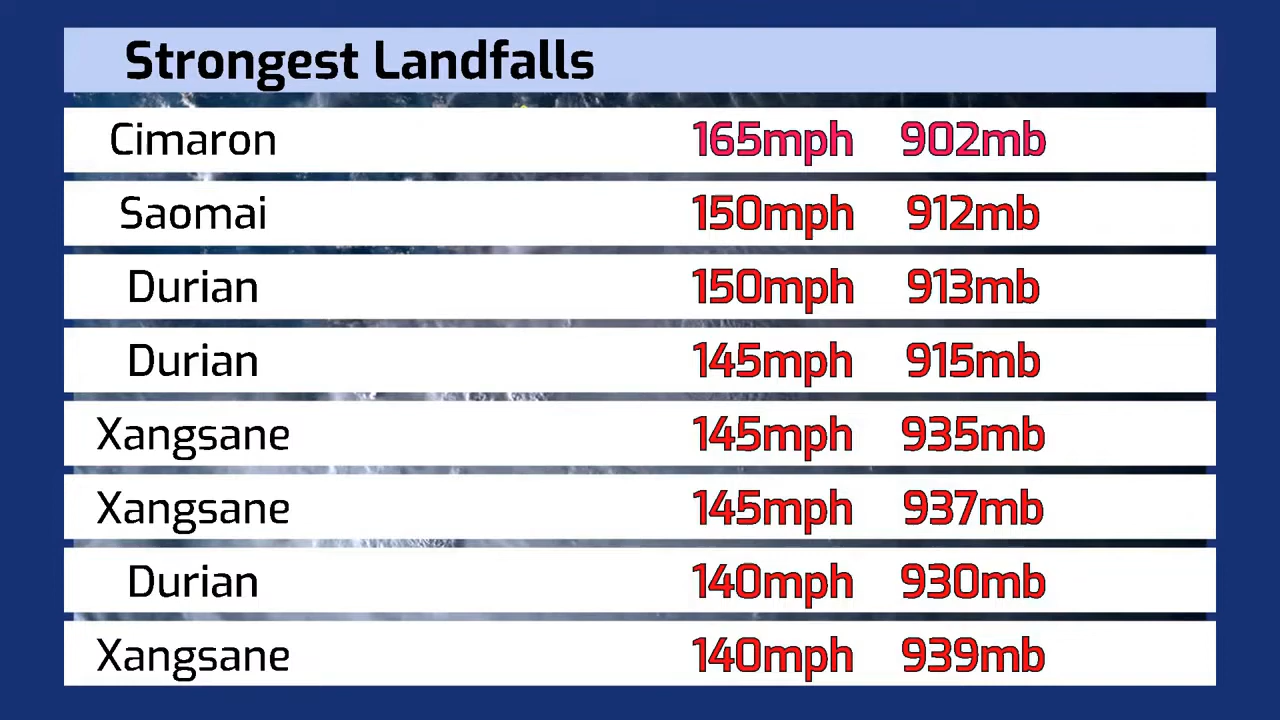 Strongest Landfalls
Cimaron 165mph 902mb
Saomai 150mph 912mb
Durian 150mph 913mb
Durian 145mph 915mb
Xangsane 145mph 935mb
Xangsane 145mph 937mb
Durian 140mph 930mb
Xangsane 140mph 939mb